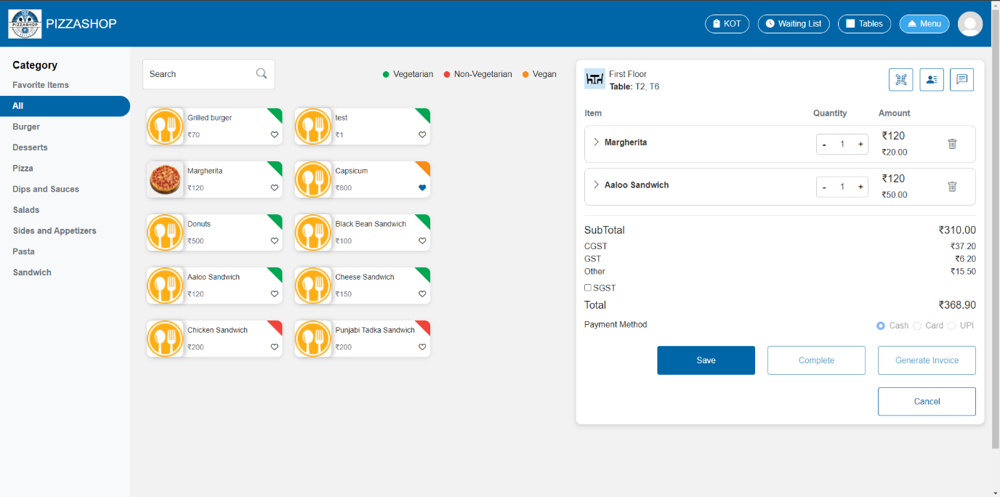 PIZZASHOP
PIZZASHOP
KOT
Waiting List
Tables
Menu
Category
Favorite Items
All
Burger
Desserts
Pizza
Dips and Sauces
Salads
Sides and Appetizers
Pasta
Sandwich
Search
Vegetarian
Non-Vegetarian
Vegan
Grilled burger
₹70
test
₹1
Margherita
₹120
Capsicum
₹800
Donuts
₹500
Black Bean Sandwich
₹100
Aaloo Sandwich
₹120
Cheese Sandwich
₹150
Chicken Sandwich
₹200
Punjabi Tadka Sandwich
₹200
First Floor
Table: T2, T6
Item Quantity Amount
Margherita - 1 + ₹120
₹20.00
Aaloo Sandwich - 1 + ₹120
₹50.00
SubTotal ₹310.00
CGST ₹37.20
GST ₹6.20
Other ₹15.50
SGST
Total ₹368.90
Payment Method Cash Card UPI
Save
Complete
Generate Invoice
Cancel